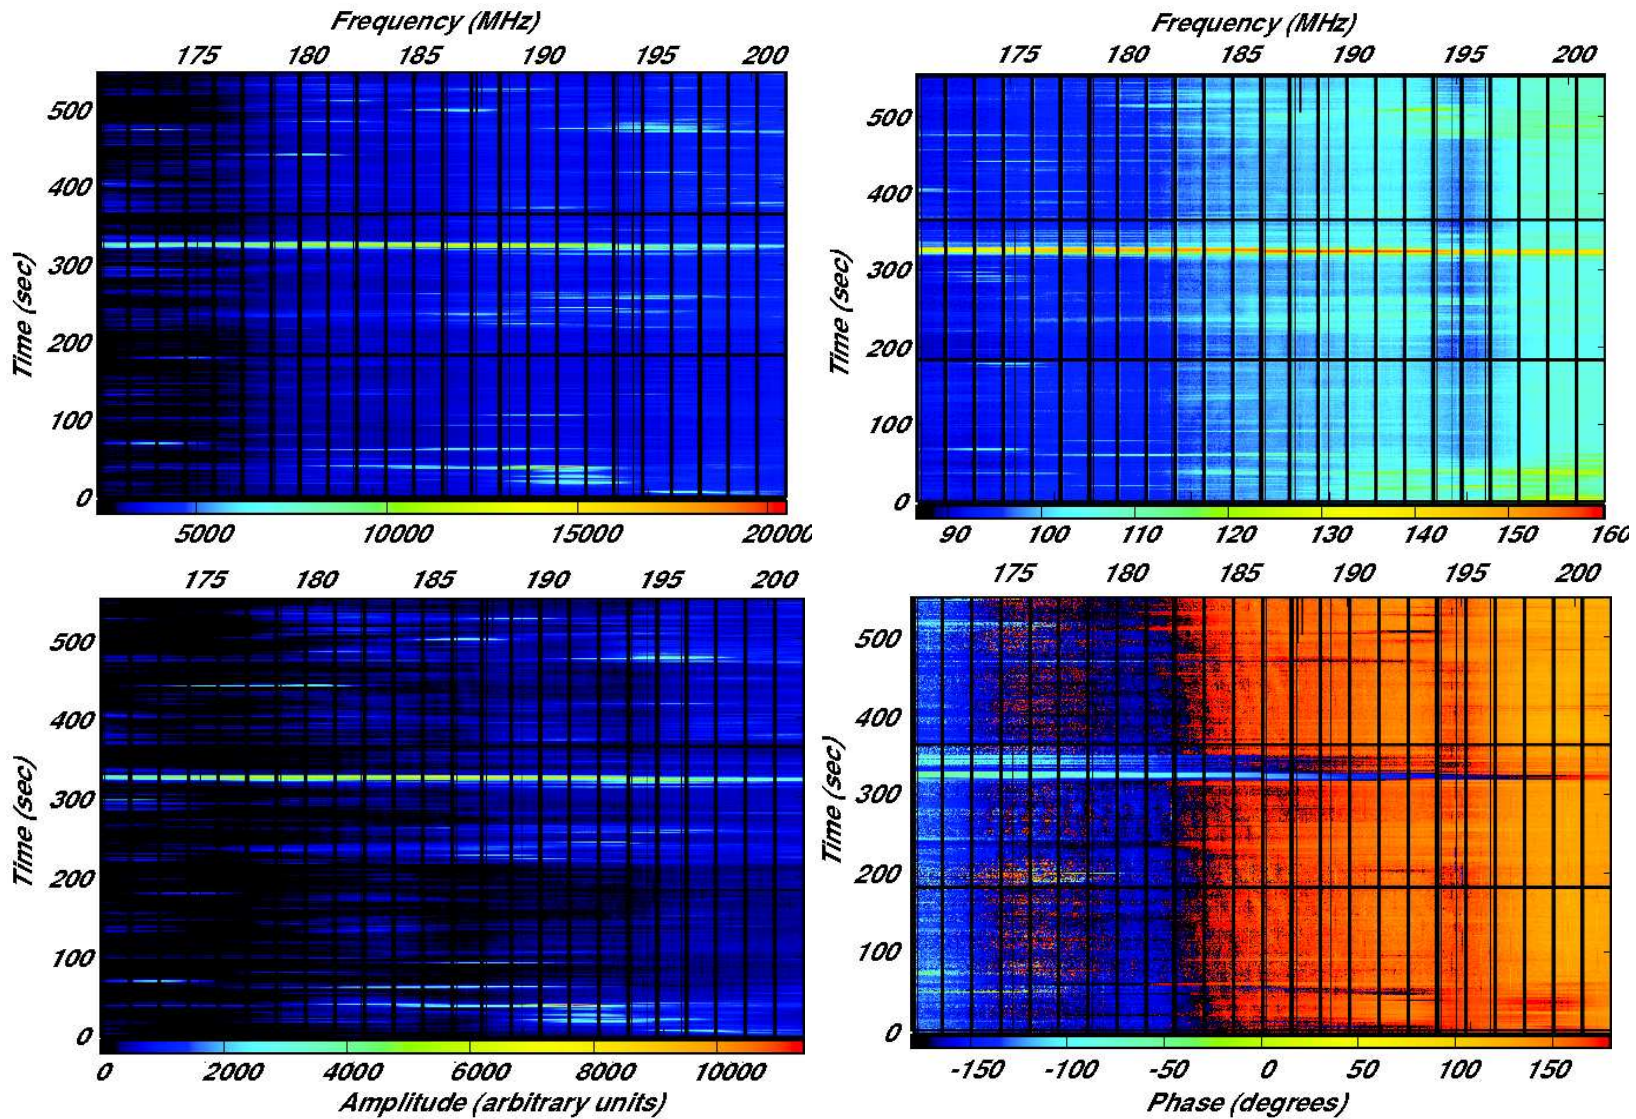 Frequency (MHz)
175 180 185 190 195 200
500
400
300
200
100
0
Time (sec)
5000 10000 15000 20000
Frequency (MHz)
175 180 185 190 195 200
500
400
300
200
100
0
Time (sec)
90 100 110 120 130 140 150 160
175 180 185 190 195 200
500
400
300
200
100
0
Time (sec)
0 2000 4000 6000 8000 10000
Amplitude (arbitrary units)
175 180 185 190 195 200
500
400
300
200
100
0
Time (sec)
-150 -100 -50 0 50 100 150
Phase (degrees)